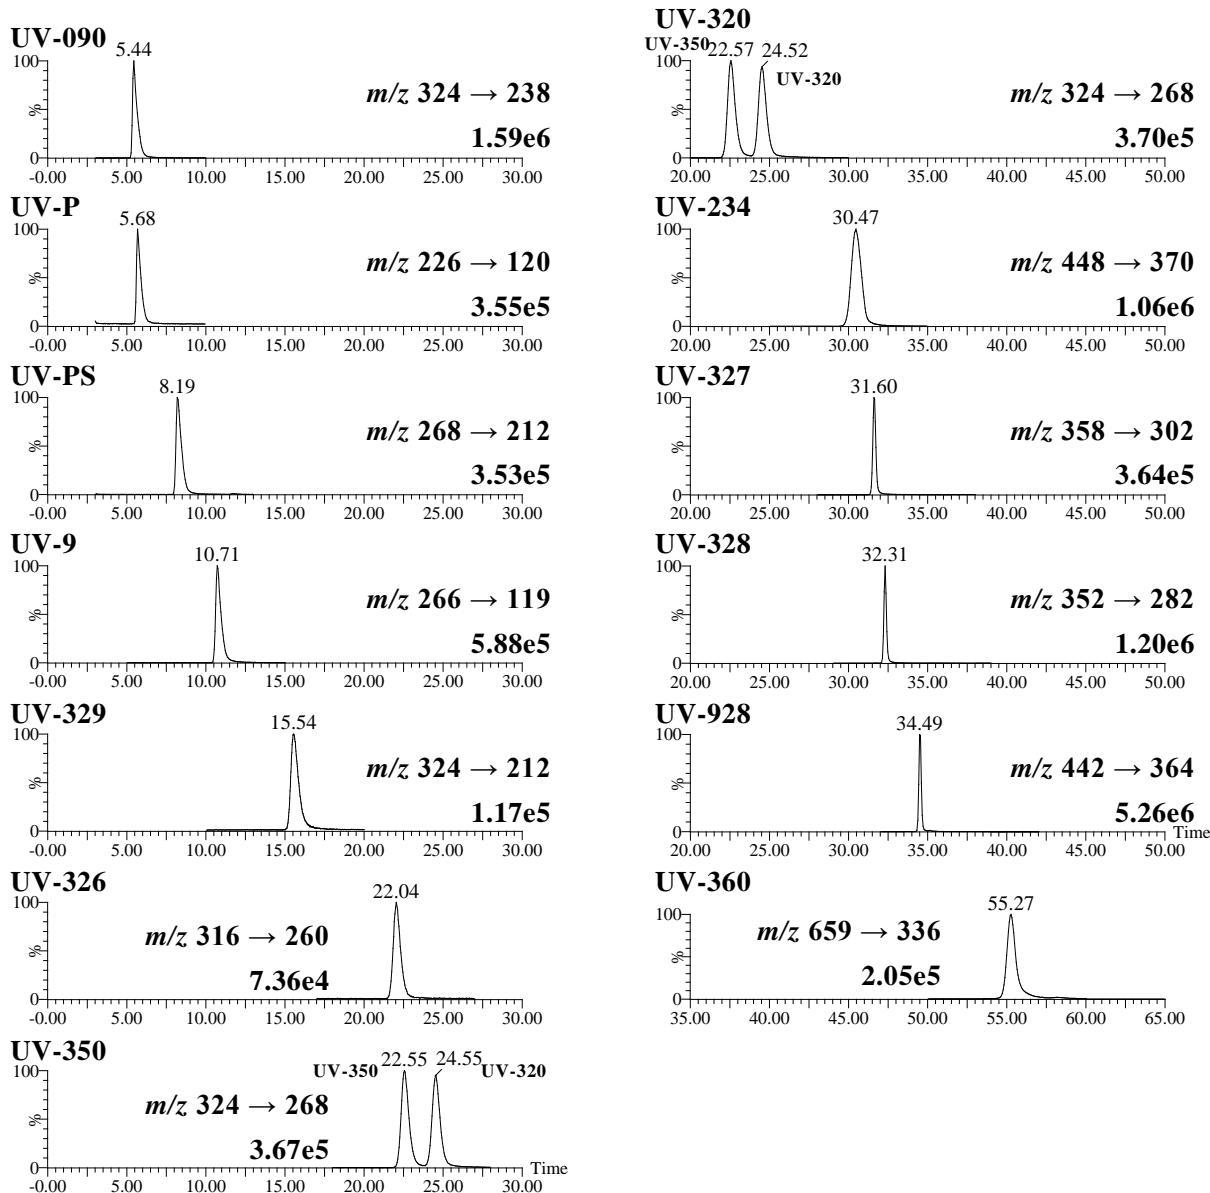 UV-090
5.44
100
%
0
m/z 324 → 238
1.59e6
-0.00 5.00 10.00 15.00 20.00 25.00 30.00
UV-P
5.68
100
%
0
m/z 226 → 120
3.55e5
-0.00 5.00 10.00 15.00 20.00 25.00 30.00
UV-PS
8.19
100
%
0
m/z 268 → 212
3.53e5
-0.00 5.00 10.00 15.00 20.00 25.00 30.00
UV-9
10.71
100
%
0
m/z 266 → 119
5.88e5
-0.00 5.00 10.00 15.00 20.00 25.00 30.00
UV-329
15.54
100
%
0
m/z 324 → 212
1.17e5
-0.00 5.00 10.00 15.00 20.00 25.00 30.00
UV-326
22.04
100
%
0
m/z 316 → 260
7.36e4
-0.00 5.00 10.00 15.00 20.00 25.00 30.00
UV-350
UV-350 22.55 24.55 UV-320
100
%
0
m/z 324 → 268
3.67e5
Time
-0.00 5.00 10.00 15.00 20.00 25.00 30.00
UV-320
UV-350 22.57 24.52
UV-320
100
%
0
m/z 324 → 268
3.70e5
20.00 25.00 30.00 35.00 40.00 45.00 50.00
UV-234
30.47
100
%
0
m/z 448 → 370
1.06e6
20.00 25.00 30.00 35.00 40.00 45.00 50.00
UV-327
31.60
100
%
0
m/z 358 → 302
3.64e5
20.00 25.00 30.00 35.00 40.00 45.00 50.00
UV-328
32.31
100
%
0
m/z 352 → 282
1.20e6
20.00 25.00 30.00 35.00 40.00 45.00 50.00
UV-928
34.49
100
%
0
m/z 442 → 364
5.26e6
Time
20.00 25.00 30.00 35.00 40.00 45.00 50.00
UV-360
55.27
100
%
0
m/z 659 → 336
2.05e5
35.00 40.00 45.00 50.00 55.00 60.00 65.00